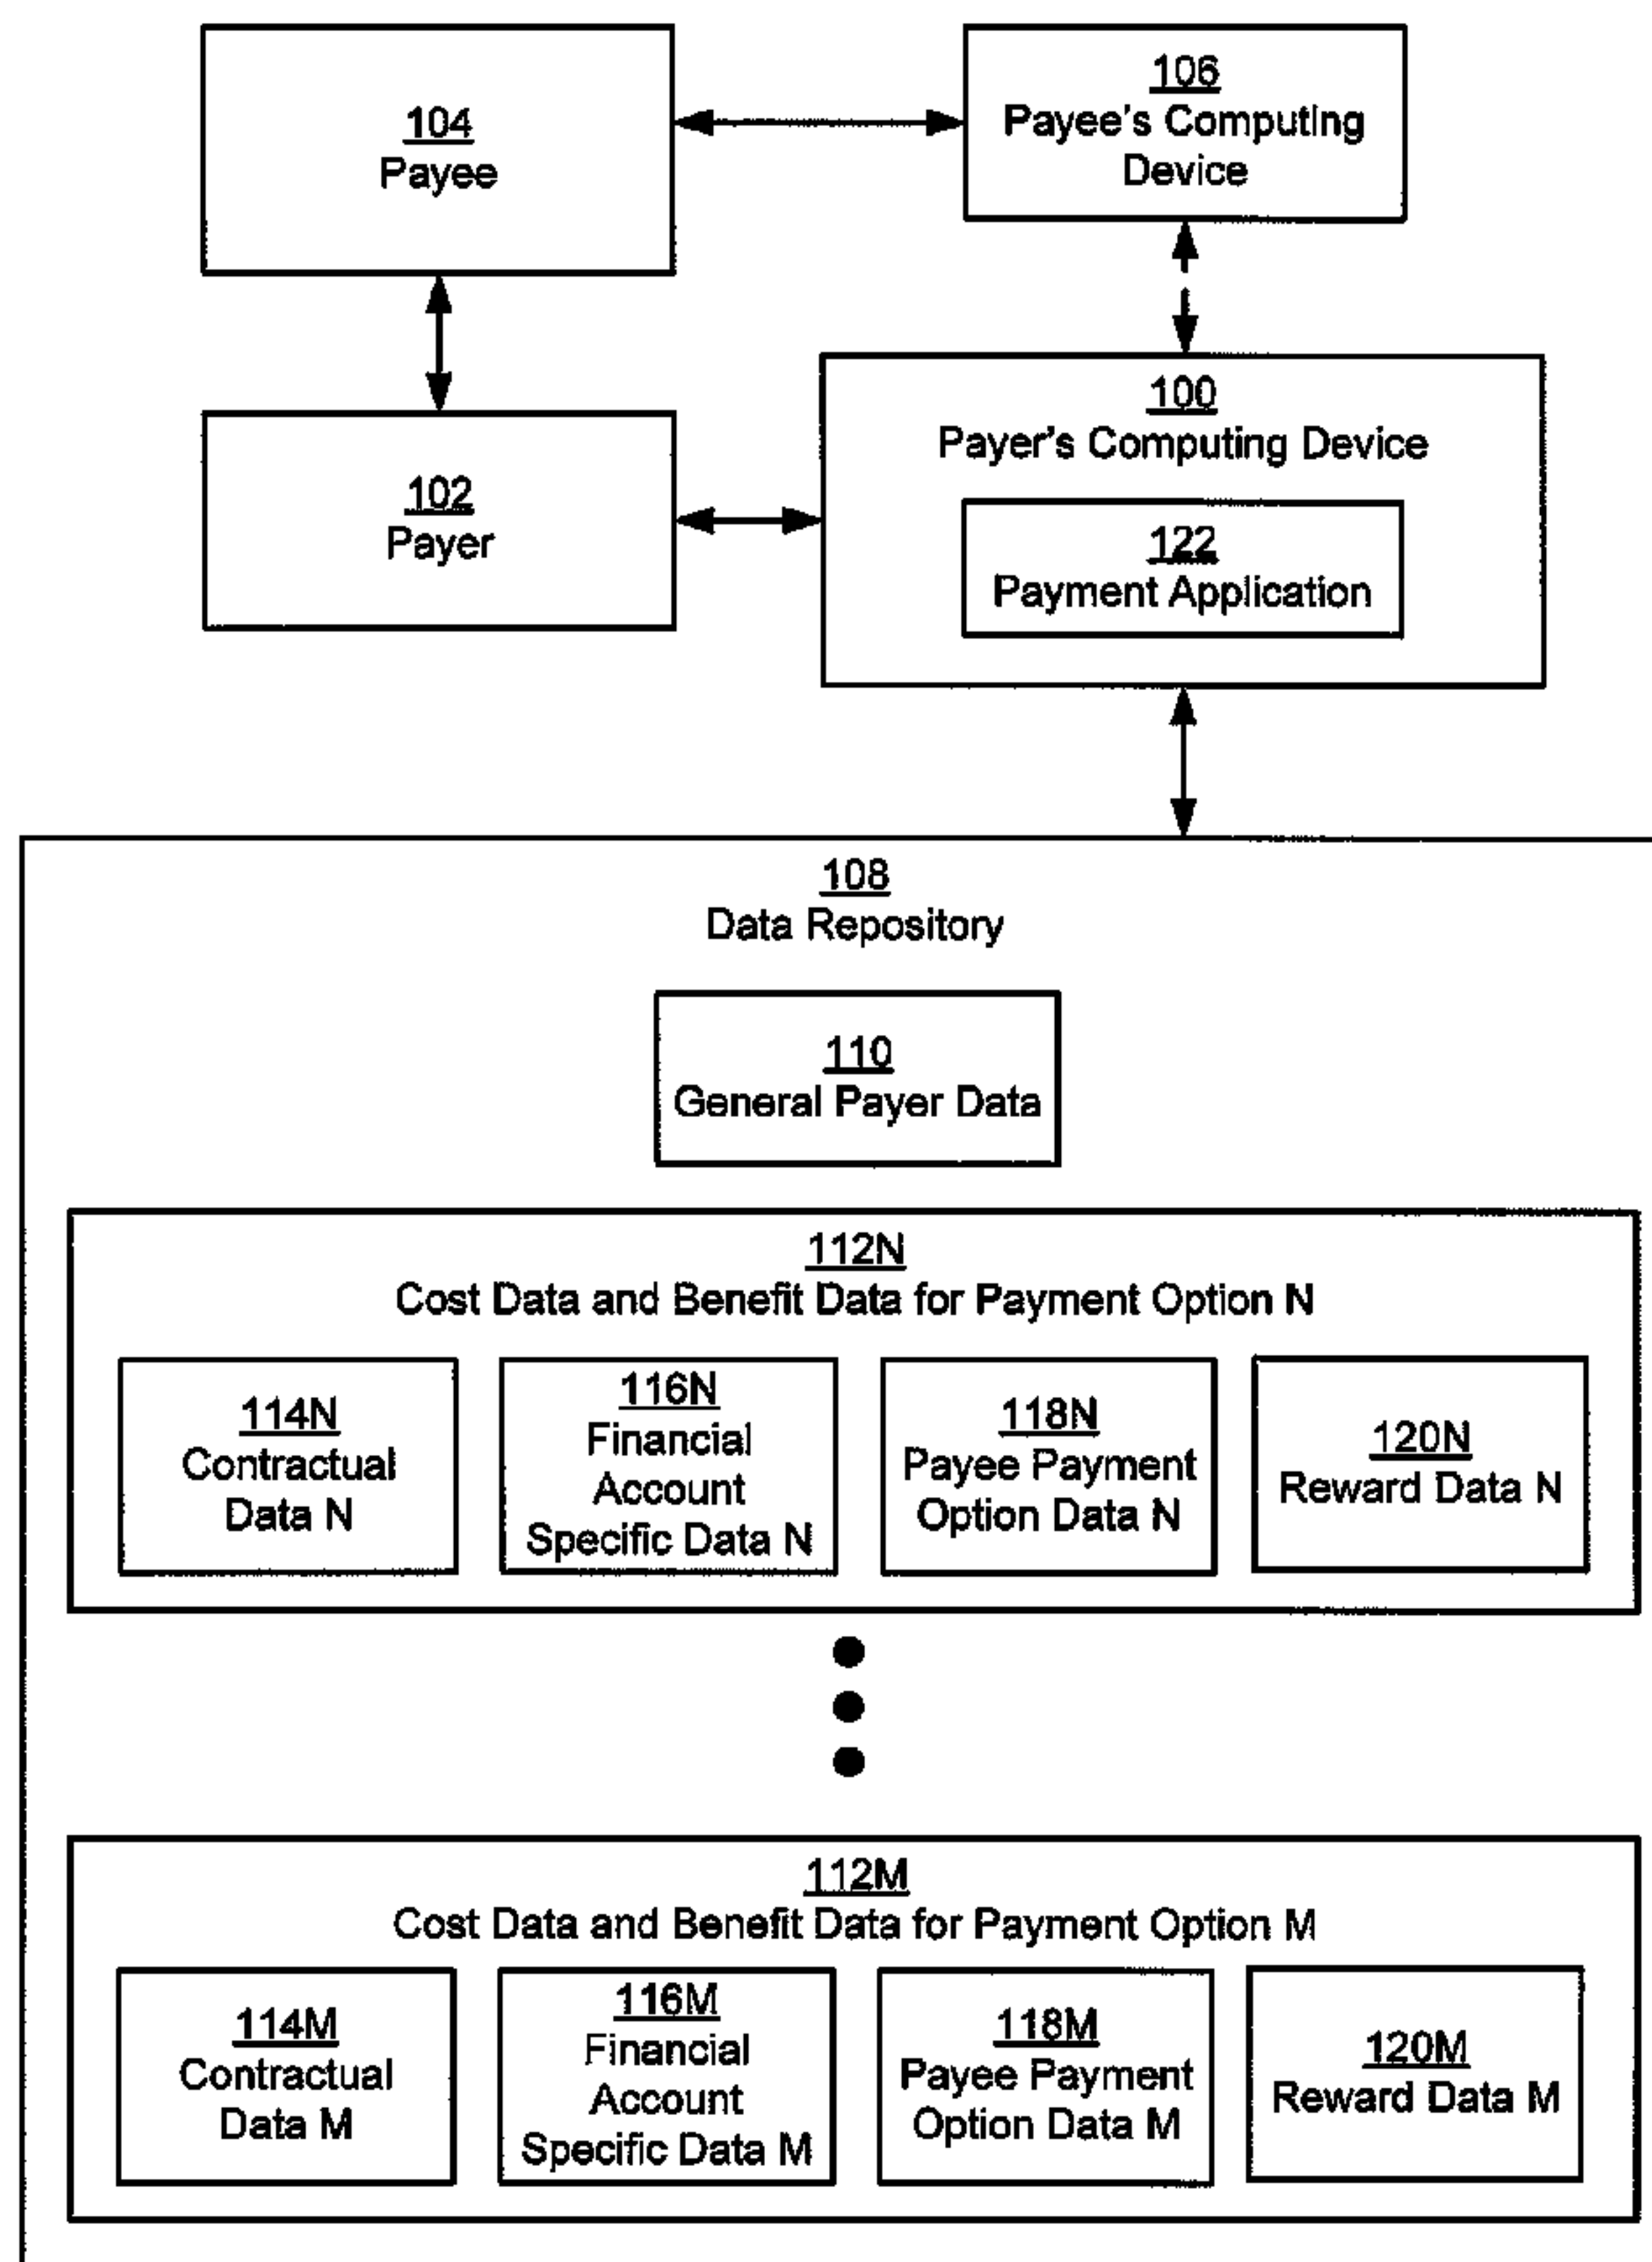 104
Payee
106
Payee's Computing
Device
100
Payer's Computing Device
102
Payer
122
Payment Application
108
Data Repository
110
General Payer Data
112N
Cost Data and Benefit Data for Payment Option N
114N
Contractual
Data N
116N
Financial
Account
Specific Data N
118N
Payee Payment
Option Data N
120N
Reward Data N
112M
Cost Data and Benefit Data for Payment Option M
114M
Contractual
Data M
116M
Financial
Account
Specific Data M
118M
Payee Payment
Option Data M
120M
Reward Data M